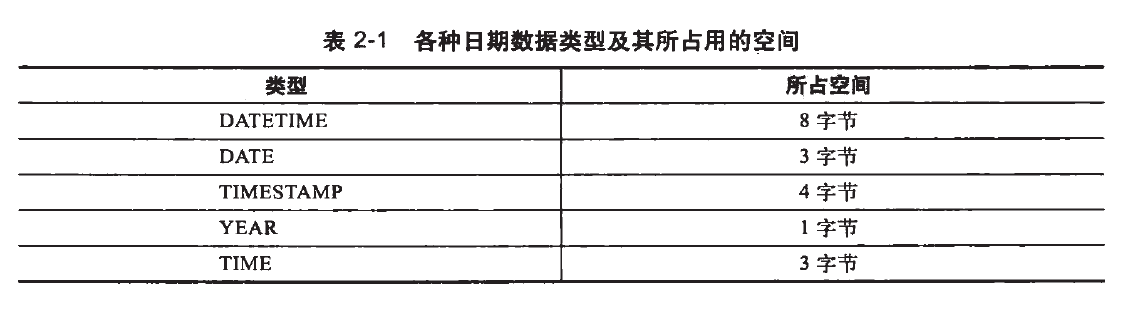 表 2-1 各种日期数据类型及其所占用的空间
类型 所占空间
DATETIME 8 字节
DATE 3 字节
TIMESTAMP 4 字节
YEAR 1 字节
TIME 3 字节